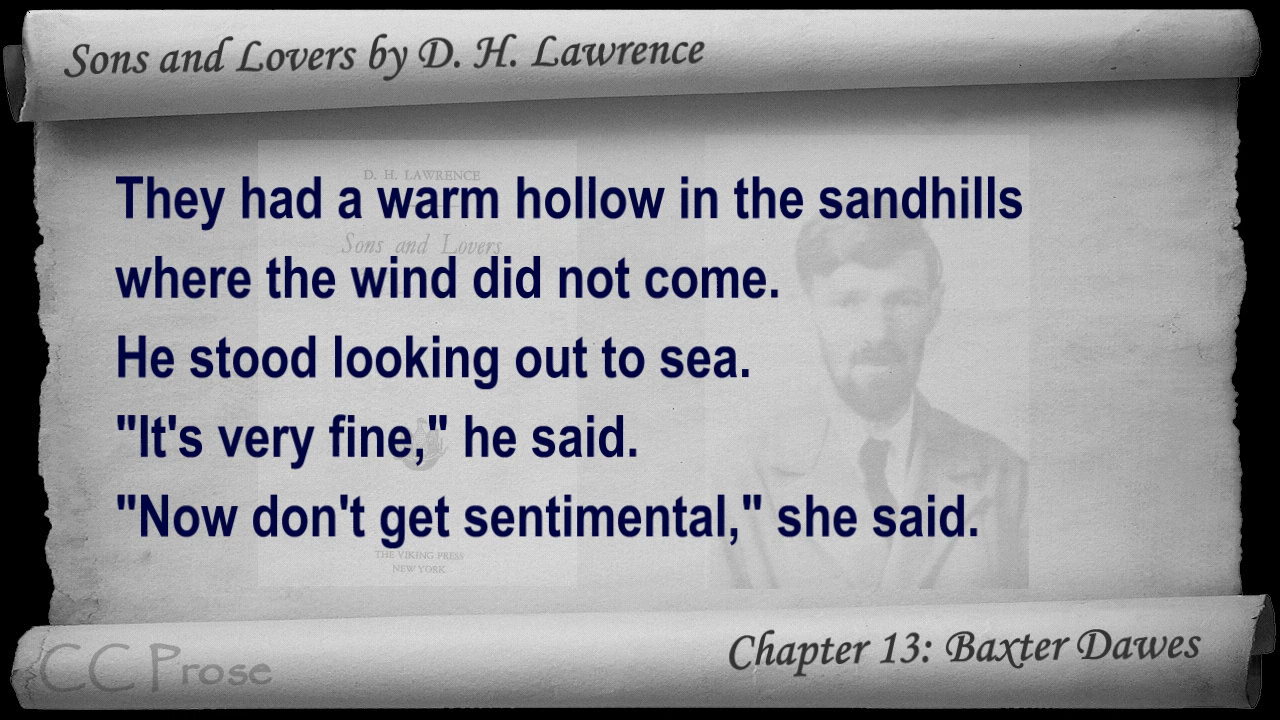 Sons and Lovers by D. H. Lawrence
D. H. LAWRENCE
They had a warm hollow in the sandhills
Sons and Lovers
where the wind did not come.
He stood looking out to sea.
"It's very fine," he said.
"Now don't get sentimental," she said.
THE VIKING PRESS
NEW YORK
Chapter 13: Baxter Dawes
CC Prose